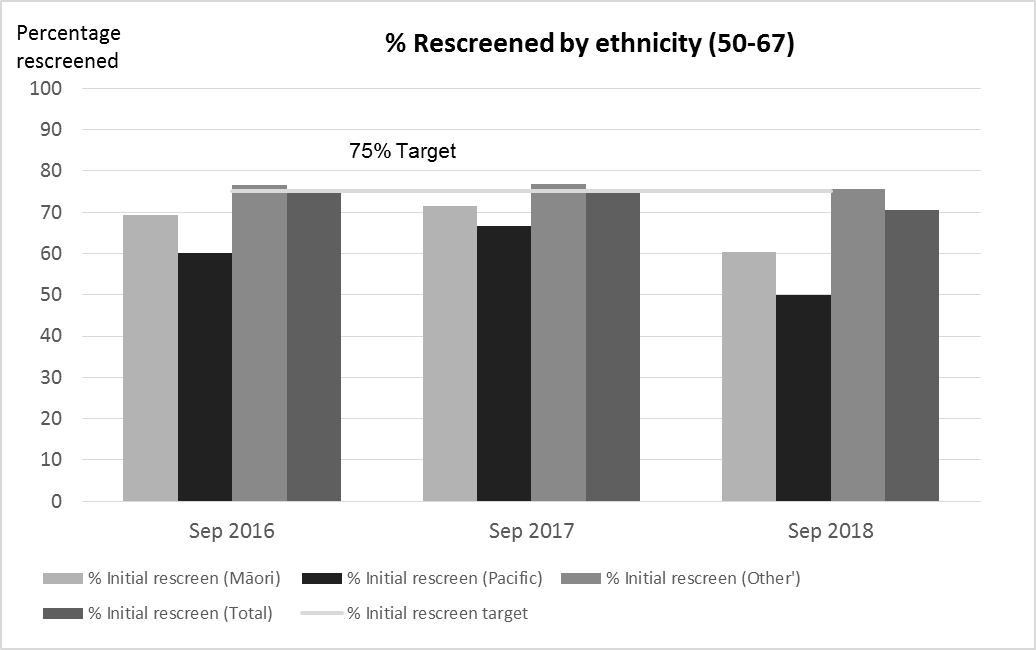 Percentage
rescreened
% Rescreened by ethnicity (50-67)
100
90
75% Target
80
70
60
50
40
30
20
10
0
Sep 2016
Sep 2017
Sep 2018
% Initial rescreen (Māori)
% Initial rescreen (Pacific)
% Initial rescreen (Other')
% Initial rescreen (Total)
% Initial rescreen target